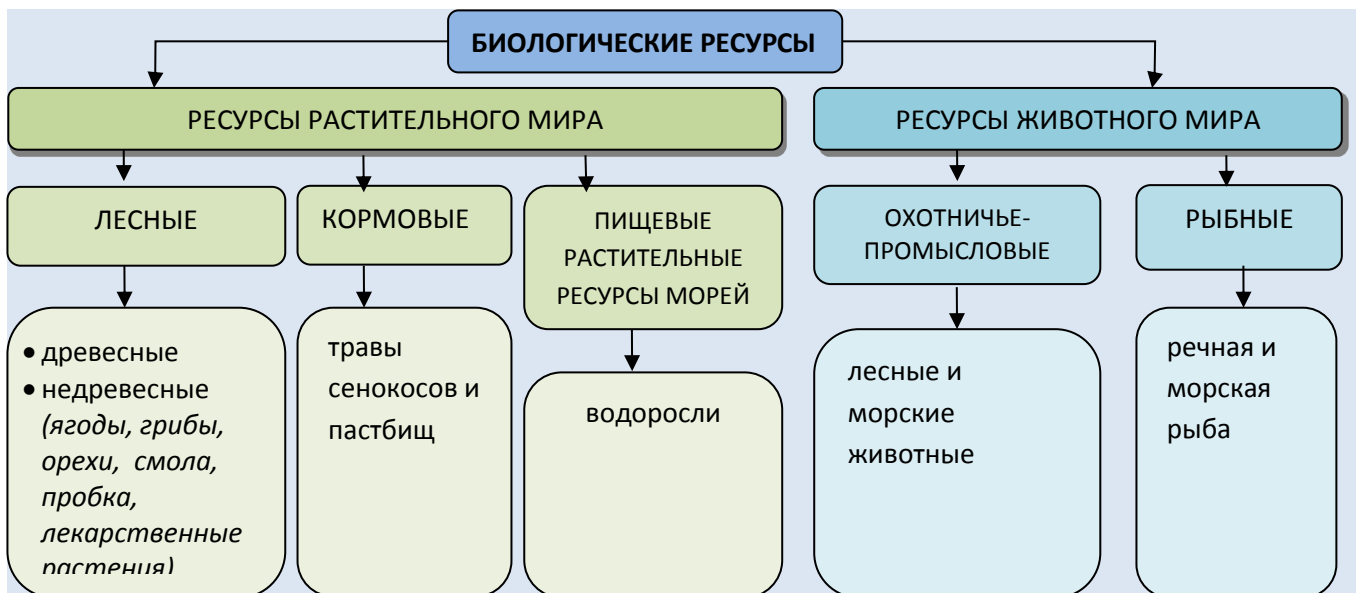 БИОЛОГИЧЕСКИЕ РЕСУРСЫ
РЕСУРСЫ РАСТИТЕЛЬНОГО МИРА
РЕСУРСЫ ЖИВОТНОГО МИРА
ЛЕСНЫЕ
КОРМОВЫЕ
ПИЩЕВЫЕ
РАСТИТЕЛЬНЫЕ
РЕСУРСЫ МОРЕЙ
ОХОТНИЧЬЕ-
ПРОМЫСЛОВЫЕ
РЫБНЫЕ
• древесные
• недревесные
(ягоды, грибы,
орехи, смола,
пробка,
лекарственные
растения)
травы
сенокосов и
пастбищ
водоросли
лесные и
морские
животные
речная и
морская
рыба